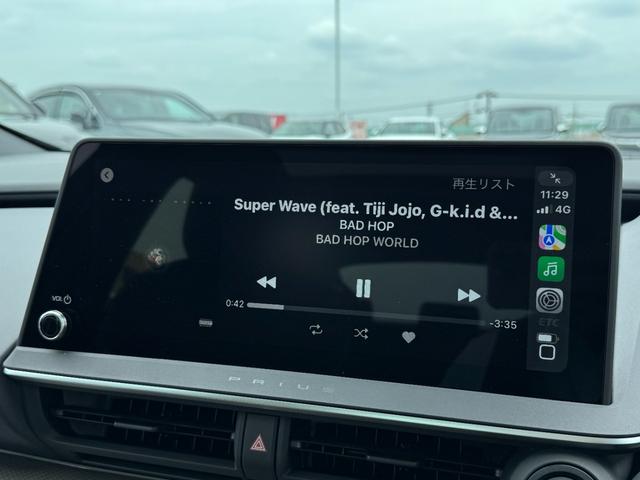 再生リスト
11:29
4G
Super Wave (feat. Tiji Jojo, G-k.i.d &...
BAD HOP
BAD HOP WORLD
0:42
-3:35
VOL
ETC
PRIUS